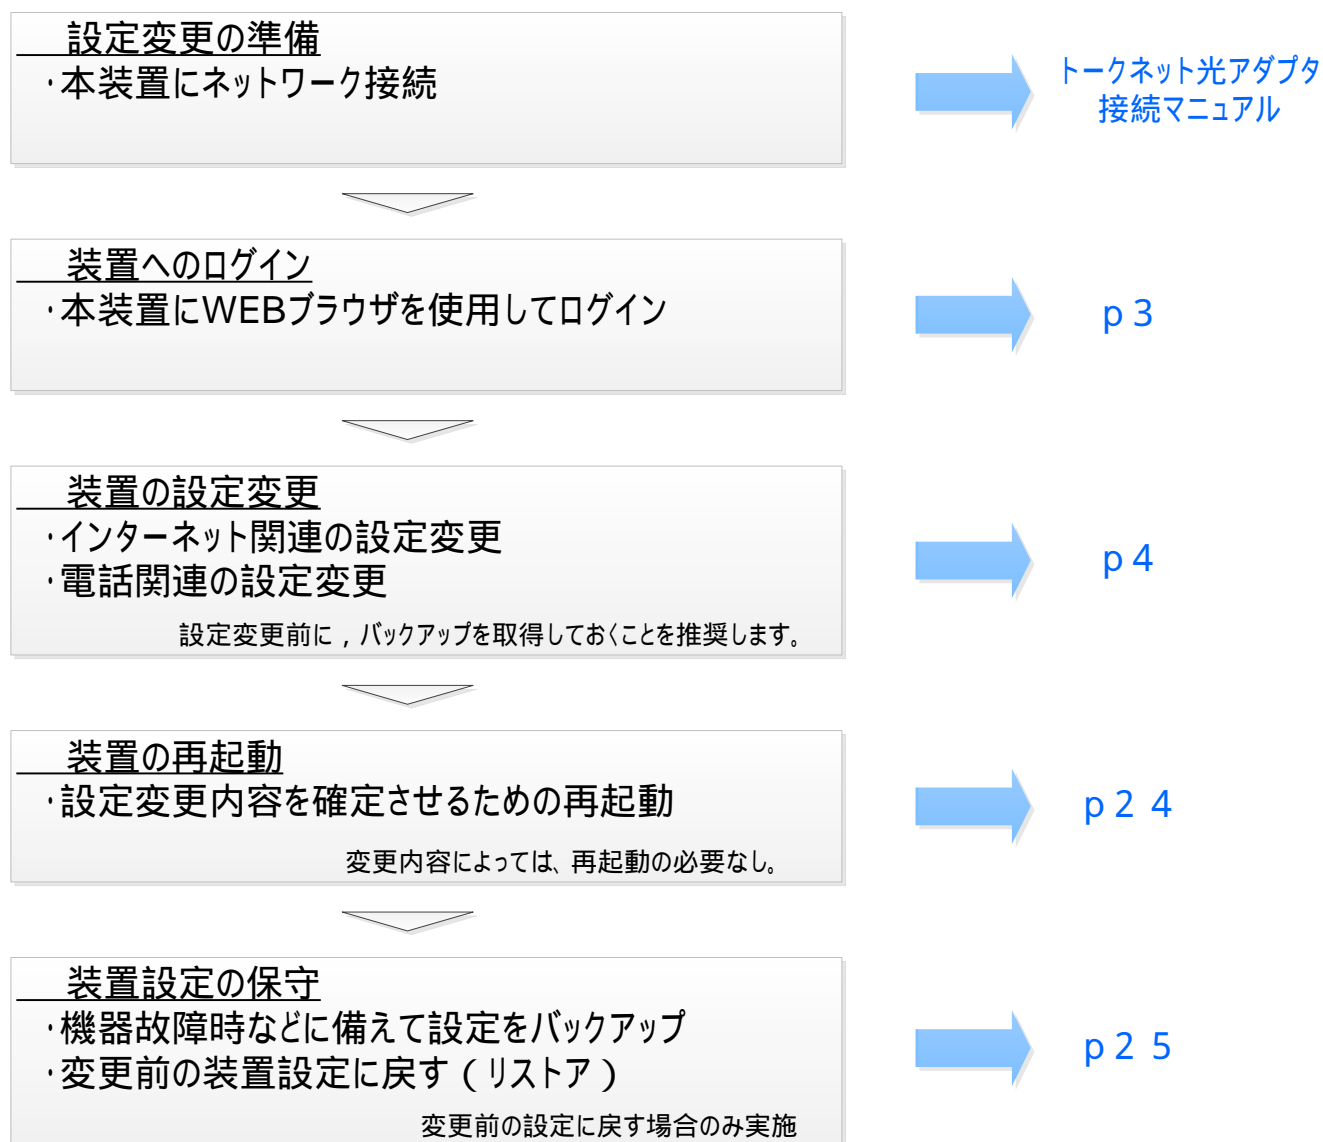 設定変更の準備
・本装置にネットワーク接続
トークネット光アダプタ
接続マニュアル
装置へのログイン
・本装置にWEBブラウザを使用してログイン
p3
装置の設定変更
・インターネット関連の設定変更
・電話関連の設定変更
設定変更前に，バックアップを取得しておくことを推奨します。
p4
装置の再起動
・設定変更内容を確定させるための再起動
変更内容によっては、再起動の必要なし。
p24
装置設定の保守
・機器故障時などに備えて設定をバックアップ
・変更前の装置設定に戻す（リストア）
変更前の設定に戻す場合のみ実施
p25